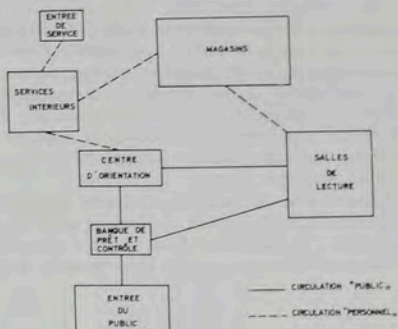 ENTREE
DE
SERVICE
MAGASINS
SERVICES
INTERIEURS
CENTRE
D'ORIENTATION
SALLES
DE
LECTURE
BANQUE DE
PRÊT ET
CONTRÔLE
ENTREE
DU
PUBLIC
CIRCULATION "PUBLIC"
CIRCULATION "PERSONNEL"